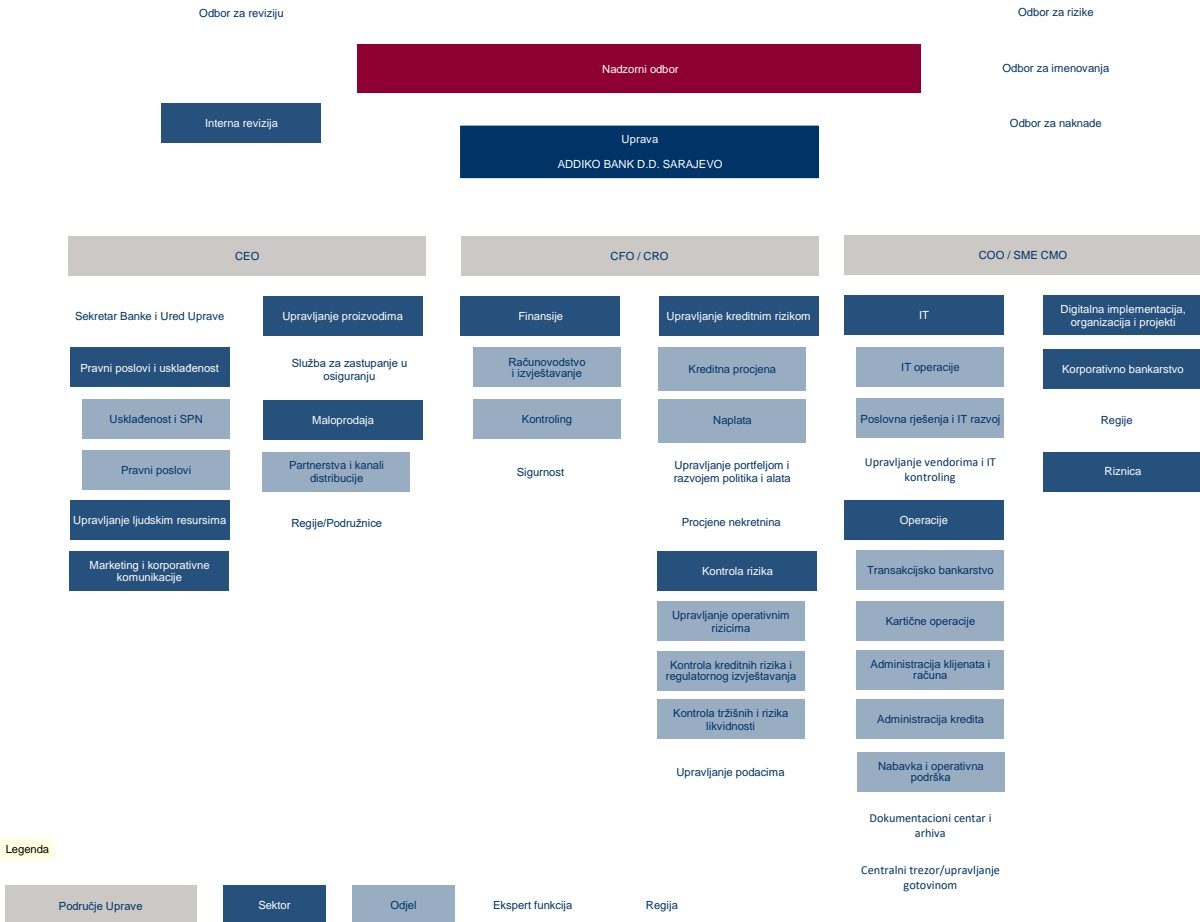 Odbor za reviziju
Odbor za rizike
Nadzorni odbor
Odbor za imenovanja
Interna revizija
Odbor za naknade
Uprava
ADDIKO BANK D.D. SARAJEVO
CEO
Sekretar Banke i Ured Uprave
Pravni poslovi i usklađenost
Usklađenost i SPN
Pravni poslovi
Upravljanje ljudskim resursima
Marketing i korporativne
komunikacije
Upravljanje proizvodima
Služba za zastupanje u
osiguranju
Maloprodaja
Partnerstva i kanali
distribucije
Regije/Podružnice
CFO / CRO
Finansije
Računovodstvo
i izvještavanje
Kontroling
Sigurnost
Upravljanje kreditnim rizikom
Kreditna procjena
Naplata
Upravljanje portfeljom i
razvojem politika i alata
Procjene nekretnina
Kontrola rizika
Upravljanje operativnim
rizicima
Kontrola kreditnih rizika i
regulatornog izvještavanja
Kontrola tržišnih i rizika
likvidnosti
Upravljanje podacima
COO / SME CMO
IT
IT operacije
Poslovna rješenja i IT razvoj
Upravljanje vendorima i IT
kontroling
Operacije
Transakcijsko bankarstvo
Kartične operacije
Administracija klijenata i
računa
Administracija kredita
Nabavka i operativna
podrška
Dokumentacioni centar i
arhiva
Centralni trezor/upravljanje
gotovinom
Digitalna implementacija,
organizacija i projekti
Korporativno bankarstvo
Regije
Riznica
Legenda
Područje Uprave
Sektor
Odjel
Ekspert funkcija
Regija